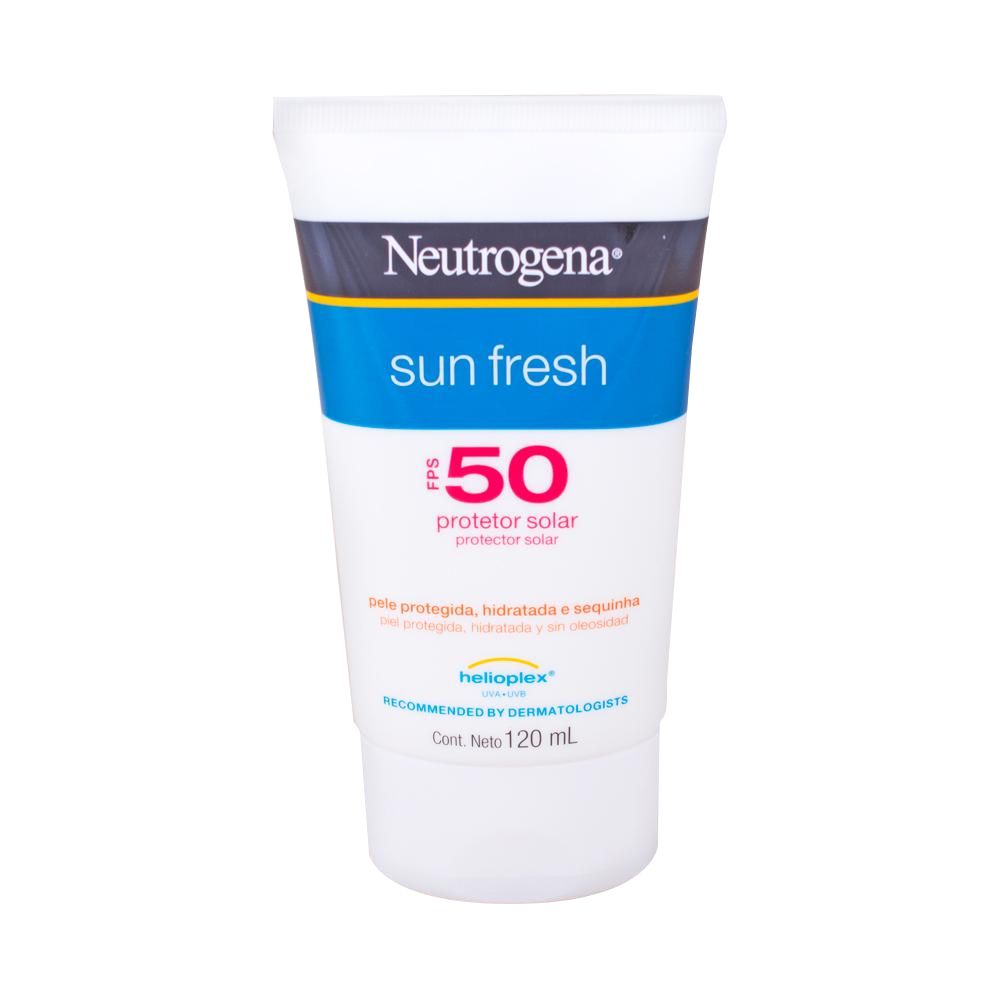 Neutrogena®
sun fresh
FPS 50
protetor solar
protector solar
pele protegida, hidratada e sequinha
piel protegida, hidratada y sin oleosidad
helioplex®
UVA•UVB
RECOMMENDED BY DERMATOLOGISTS
Cont. Neto 120 mL